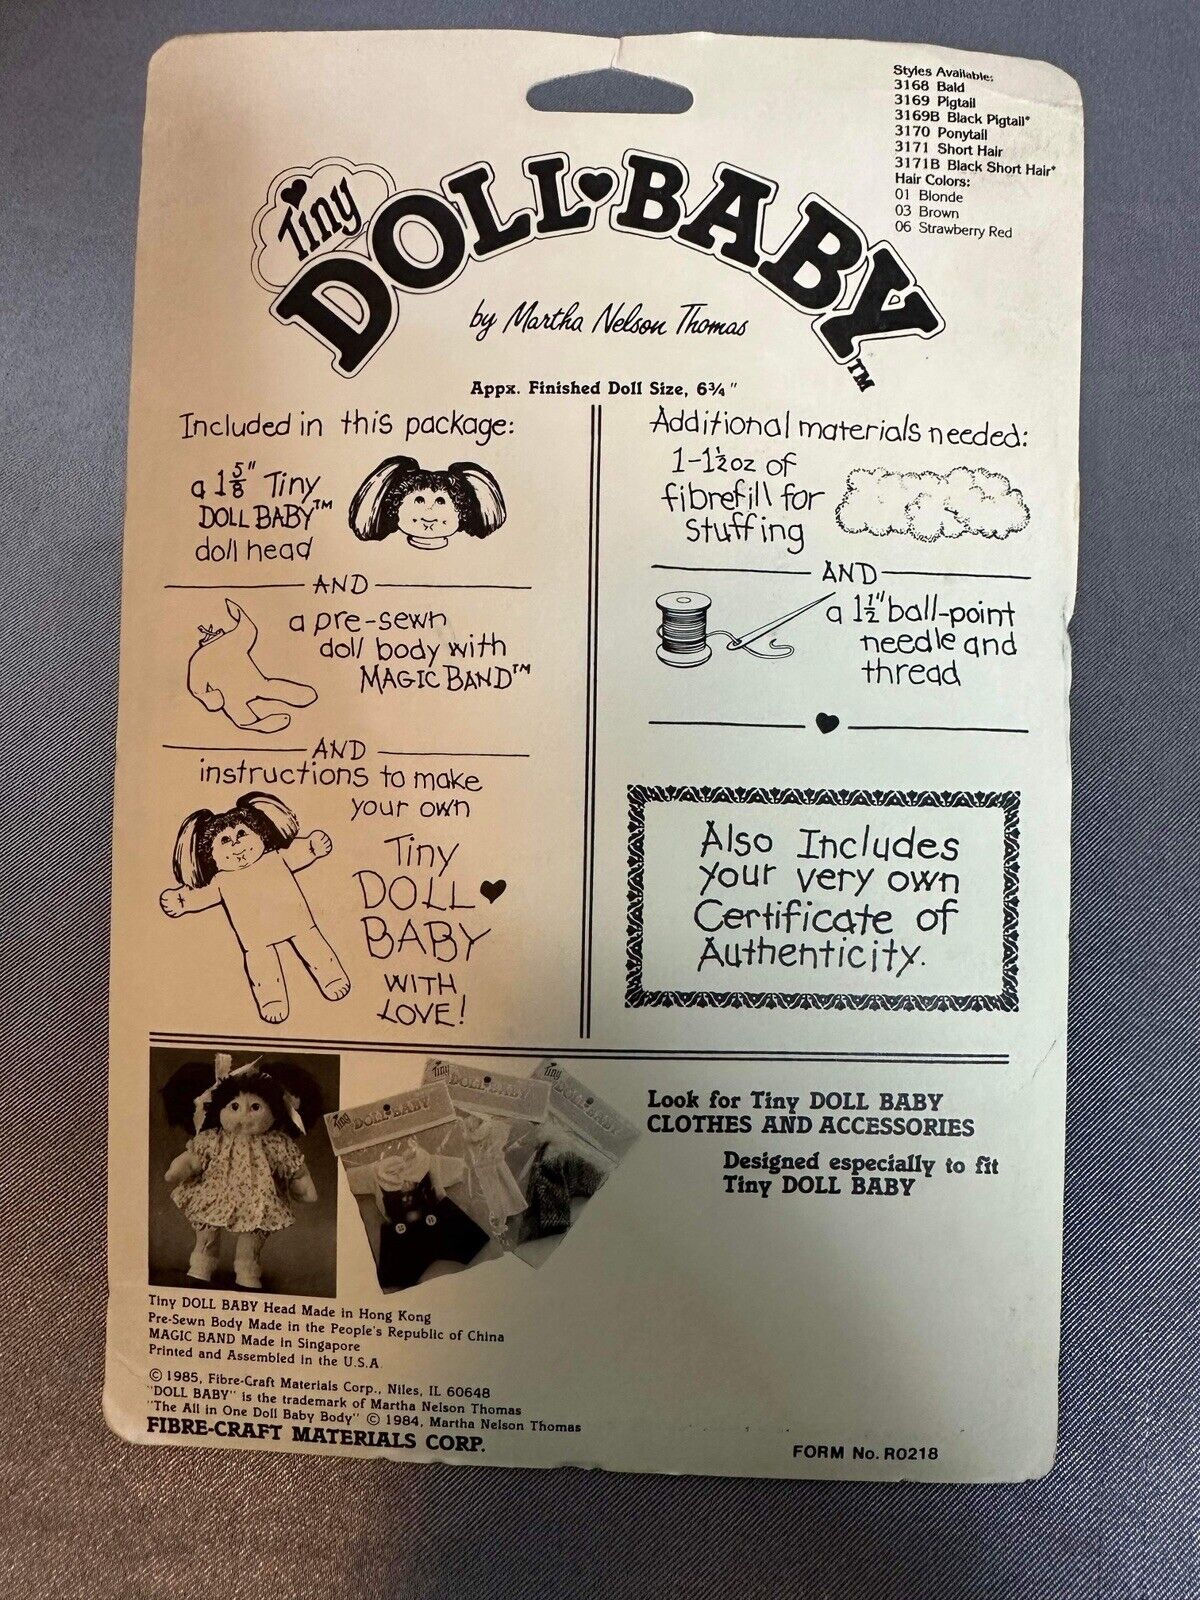 Styles Available:
3168 Bald
3169 Pigtail
3169B Black Pigtail*
3170 Ponytail
3171 Short Hair
3171B Black Short Hair*
Hair Colors:
01 Blonde
03 Brown
06 Strawberry Red
Tiny
DOLL BABY™
by Martha Nelson Thomas
Appx. Finished Doll Size, 6¾"
Included in this package:
a 1 5/8" Tiny
DOLL BABY™
doll head
AND
a pre-sewn
doll body with
MAGIC BAND™
AND
instructions to make
your own
Tiny
DOLL
BABY
WITH
LOVE!
Additional materials needed:
1-1½ oz of
fibrefill for
stuffing
AND
a 1½" ball-point
needle and
thread
Also Includes
your very own
Certificate of
Authenticity.
Tiny DOLL BABY
Tiny DOLL BABY
Tiny DOLL BABY
Look for Tiny DOLL BABY
CLOTHES AND ACCESSORIES
Designed especially to fit
Tiny DOLL BABY
Tiny DOLL BABY Head Made in Hong Kong
Pre-Sewn Body Made in the People's Republic of China
MAGIC BAND Made in Singapore
Printed and Assembled in the U.S.A.
© 1985, Fibre-Craft Materials Corp., Niles, IL 60648
"DOLL BABY" is the trademark of Martha Nelson Thomas
"The All in One Doll Baby Body" © 1984, Martha Nelson Thomas
FIBRE-CRAFT MATERIALS CORP.
FORM No. R0218